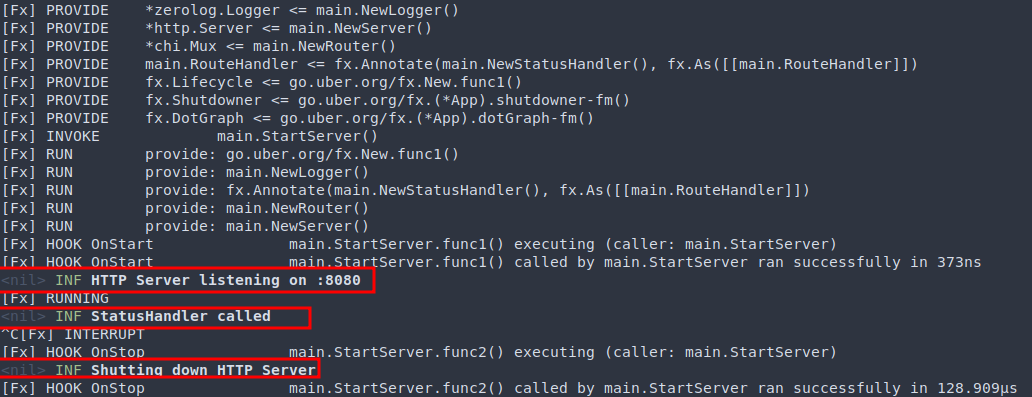 [Fx] PROVIDE    *zerolog.Logger <= main.NewLogger()
[Fx] PROVIDE    *http.Server <= main.NewServer()
[Fx] PROVIDE    *chi.Mux <= main.NewRouter()
[Fx] PROVIDE    main.RouteHandler <= fx.Annotate(main.NewStatusHandler(), fx.As([[main.RouteHandler]])
[Fx] PROVIDE    fx.Lifecycle <= go.uber.org/fx.New.func1()
[Fx] PROVIDE    fx.Shutdowner <= go.uber.org/fx.(*App).shutdowner-fm()
[Fx] PROVIDE    fx.DotGraph <= go.uber.org/fx.(*App).dotGraph-fm()
[Fx] INVOKE             main.StartServer()
[Fx] RUN        provide: go.uber.org/fx.New.func1()
[Fx] RUN        provide: main.NewLogger()
[Fx] RUN        provide: fx.Annotate(main.NewStatusHandler(), fx.As([[main.RouteHandler]])
[Fx] RUN        provide: main.NewRouter()
[Fx] RUN        provide: main.NewServer()
[Fx] HOOK OnStart               main.StartServer.func1() executing (caller: main.StartServer)
[Fx] HOOK OnStart               main.StartServer.func1() called by main.StartServer ran successfully in 373ns
<nil> INF HTTP Server listening on :8080
[Fx] RUNNING
<nil> INF StatusHandler called
^C[Fx] INTERRUPT
[Fx] HOOK OnStop                main.StartServer.func2() executing (caller: main.StartServer)
<nil> INF Shutting down HTTP Server
[Fx] HOOK OnStop                main.StartServer.func2() called by main.StartServer ran successfully in 128.909µs